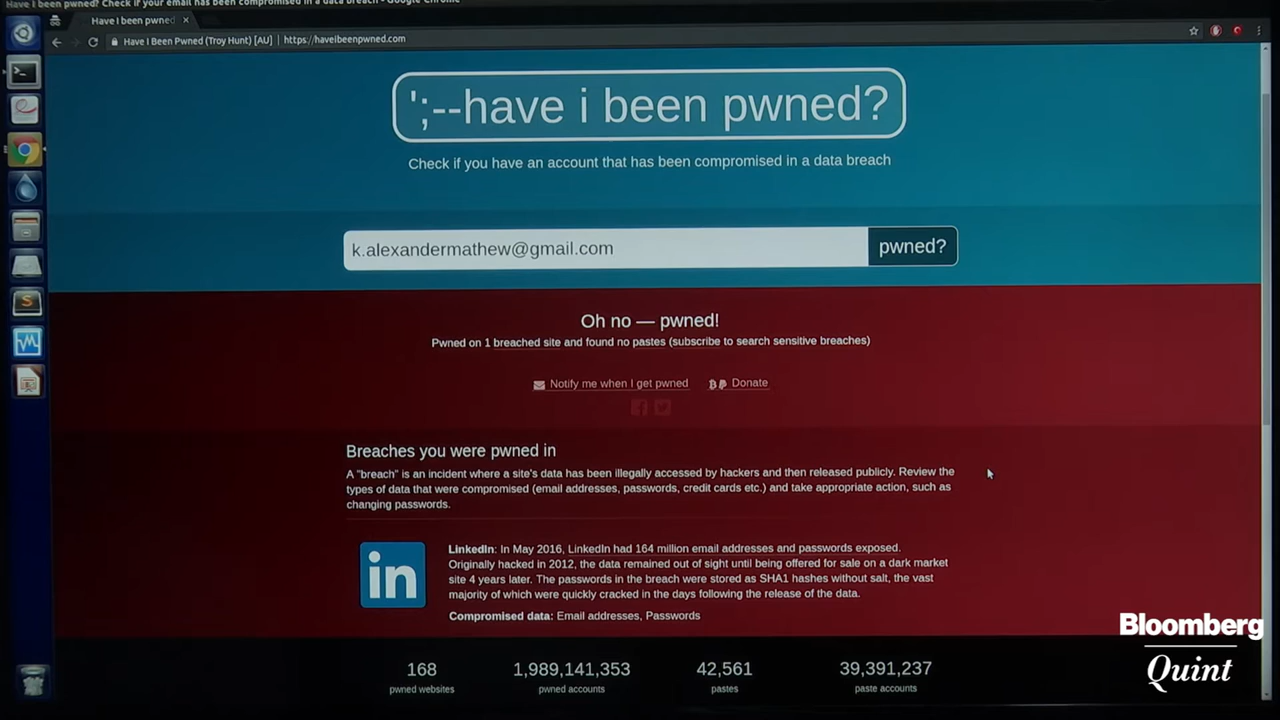 Have I been pwned? Check if your email has been compromised in a data breach - Google Chrome
Have I been pwned
Have I Been Pwned (Troy Hunt) [AU] | https://haveibeenpwned.com
';--have i been pwned?
Check if you have an account that has been compromised in a data breach
k.alexandermathew@gmail.com
pwned?
Oh no — pwned!
Pwned on 1 breached site and found no pastes (subscribe to search sensitive breaches)
Notify me when I get pwned
Donate
Breaches you were pwned in
A "breach" is an incident where a site's data has been illegally accessed by hackers and then released publicly. Review the
types of data that were compromised (email addresses, passwords, credit cards etc.) and take appropriate action, such as
changing passwords.
in
LinkedIn: In May 2016, LinkedIn had 164 million email addresses and passwords exposed.
Originally hacked in 2012, the data remained out of sight until being offered for sale on a dark market
site 4 years later. The passwords in the breach were stored as SHA1 hashes without salt, the vast
majority of which were quickly cracked in the days following the release of the data.
Compromised data: Email addresses, Passwords
168
pwned websites
1,989,141,353
pwned accounts
42,561
pastes
39,391,237
paste accounts
Bloomberg
Quint